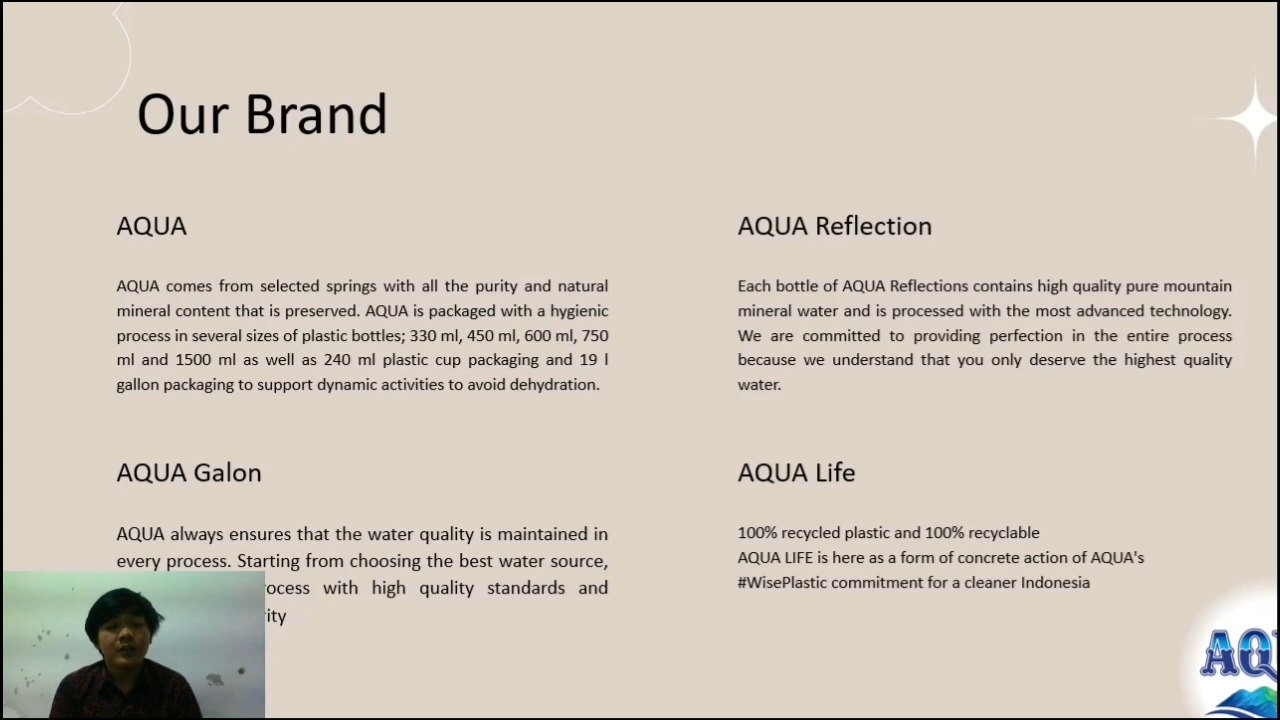 Our Brand
AQUA
AQUA comes from selected springs with all the purity and natural
mineral content that is preserved. AQUA is packaged with a hygienic
process in several sizes of plastic bottles; 330 ml, 450 ml, 600 ml, 750
ml and 1500 ml as well as 240 ml plastic cup packaging and 19 l
gallon packaging to support dynamic activities to avoid dehydration.
AQUA Reflection
Each bottle of AQUA Reflections contains high quality pure mountain
mineral water and is processed with the most advanced technology.
We are committed to providing perfection in the entire process
because we understand that you only deserve the highest quality
water.
AQUA Galon
AQUA always ensures that the water quality is maintained in
every process. Starting from choosing the best water source,
with high quality standards and
AQUA Life
100% recycled plastic and 100% recyclable
AQUA LIFE is here as a form of concrete action of AQUA's
#WisePlastic commitment for a cleaner Indonesia